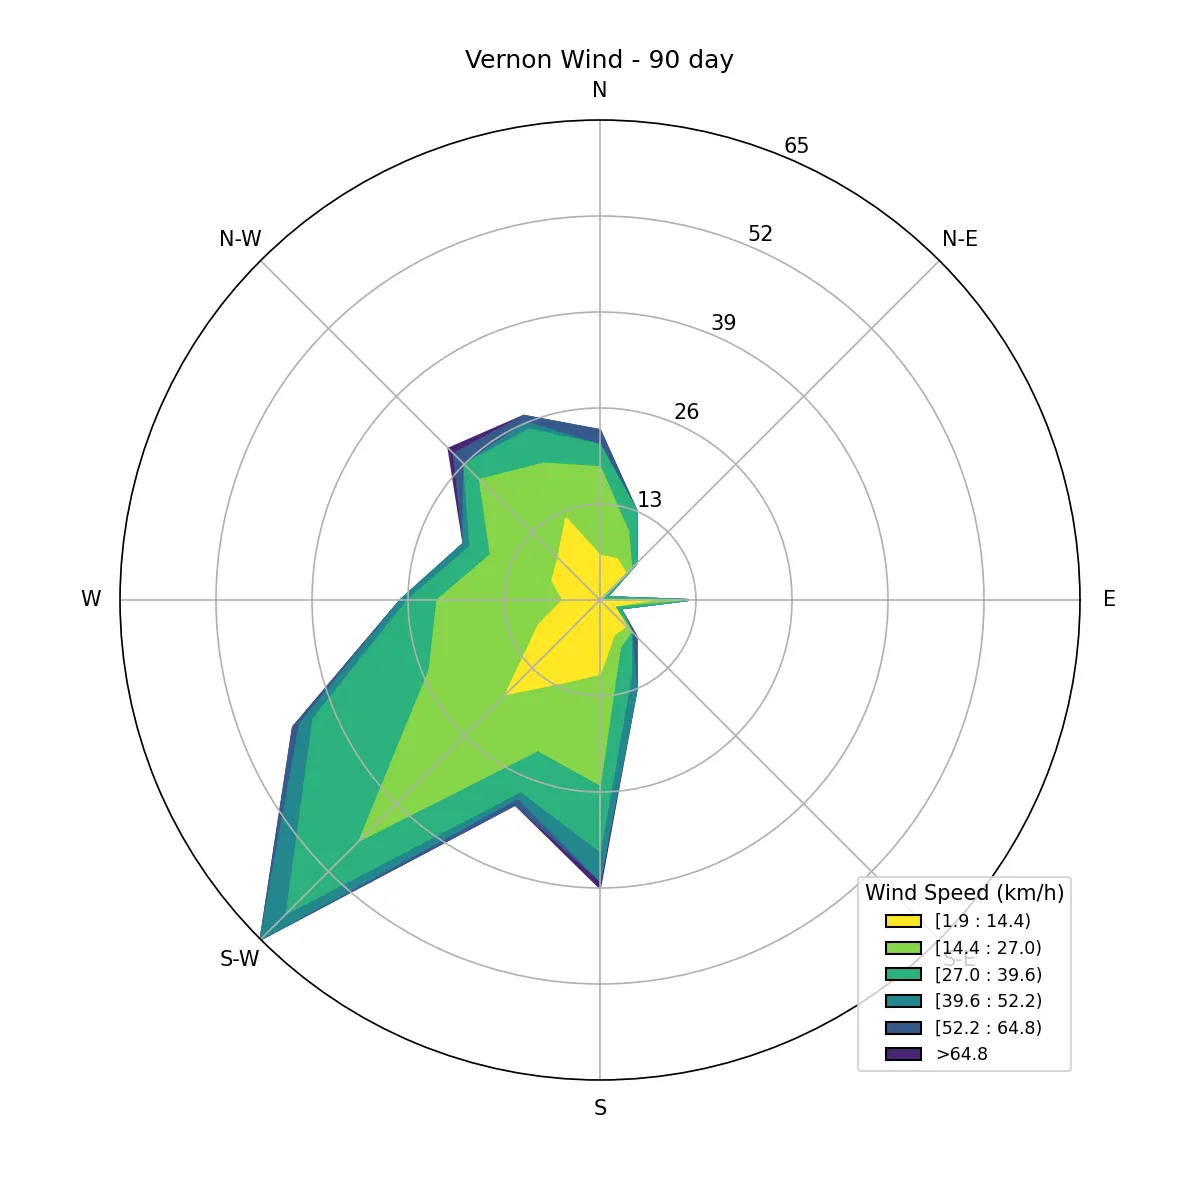 Vernon Wind - 90 day
N
65
52
N-W
N-E
39
26
13
W
E
Wind Speed (km/h)
[1.9 : 14.4)
[14.4 : 27.0)
S-W
S-E
[27.0 : 39.6)
[39.6 : 52.2)
[52.2 : 64.8)
>64.8
S